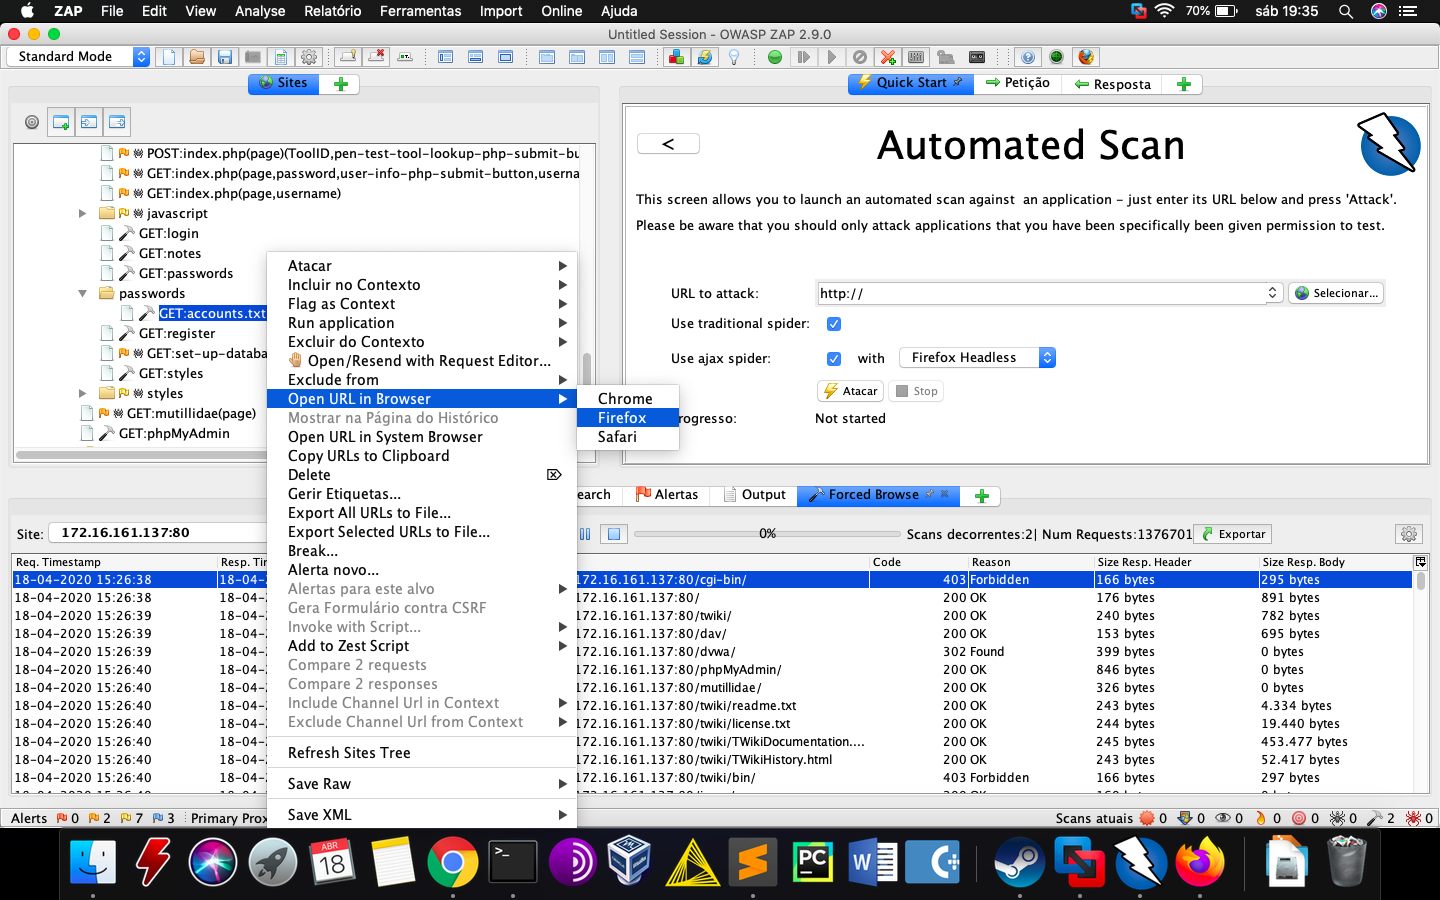 ZAP File Edit View Analyse Relatório Ferramentas Import Online Ajuda 70% sáb 19:35
Untitled Session - OWASP ZAP 2.9.0
Standard Mode
Sites
Quick Start Petição Resposta
POST:index.php(page)(ToolID,pen-test-tool-lookup-php-submit-bu
GET:index.php(page,password,user-info-php-submit-button,userna
GET:index.php(page,username)
javascript
GET:login
GET:notes
GET:passwords
passwords
GET:accounts.txt
GET:register
GET:set-up-databa
GET:styles
styles
GET:mutillidae(page)
GET:phpMyAdmin
<
Automated Scan
This screen allows you to launch an automated scan against an application - just enter its URL below and press 'Attack'.
Please be aware that you should only attack applications that you have been specifically been given permission to test.
URL to attack: http:// Selecionar...
Use traditional spider:
Use ajax spider: with Firefox Headless
Atacar Stop
rogresso: Not started
Atacar
Incluir no Contexto
Flag as Context
Run application
Excluir do Contexto
Open/Resend with Request Editor...
Exclude from
Open URL in Browser
Mostrar na Página do Histórico
Open URL in System Browser
Copy URLs to Clipboard
Delete
Gerir Etiquetas...
Export All URLs to File...
Export Selected URLs to File...
Break...
Alerta novo...
Alertas para este alvo
Gera Formulário contra CSRF
Invoke with Script...
Add to Zest Script
Compare 2 requests
Compare 2 responses
Include Channel Url in Context
Exclude Channel Url from Context
Refresh Sites Tree
Save Raw
Save XML
Chrome
Firefox
Safari
earch Alertas Output Forced Browse
Site: 172.16.161.137:80 0% Scans decorrentes:2 Num Requests:1376701 Exportar
Req. Timestamp Resp. Tir Code Reason Size Resp. Header Size Resp. Body
18-04-2020 15:26:38 18-04- 172.16.161.137:80/cgi-bin/ 403 Forbidden 166 bytes 295 bytes
18-04-2020 15:26:38 18-04- 172.16.161.137:80/ 200 OK 176 bytes 891 bytes
18-04-2020 15:26:39 18-04- 172.16.161.137:80/twiki/ 200 OK 240 bytes 782 bytes
18-04-2020 15:26:39 18-04- 172.16.161.137:80/dav/ 200 OK 153 bytes 695 bytes
18-04-2020 15:26:39 18-04- 172.16.161.137:80/dvwa/ 302 Found 399 bytes 0 bytes
18-04-2020 15:26:40 18-04- 172.16.161.137:80/phpMyAdmin/ 200 OK 846 bytes 0 bytes
18-04-2020 15:26:40 18-04- 172.16.161.137:80/mutillidae/ 200 OK 326 bytes 0 bytes
18-04-2020 15:26:40 18-04- 172.16.161.137:80/twiki/readme.txt 200 OK 243 bytes 4.334 bytes
18-04-2020 15:26:40 18-04- 172.16.161.137:80/twiki/license.txt 200 OK 244 bytes 19.440 bytes
18-04-2020 15:26:40 18-04- 172.16.161.137:80/twiki/TWikiDocumentation.... 200 OK 245 bytes 453.477 bytes
18-04-2020 15:26:40 18-04- 172.16.161.137:80/twiki/TWikiHistory.html 200 OK 243 bytes 52.417 bytes
18-04-2020 15:26:40 18-04- 172.16.161.137:80/twiki/bin/ 403 Forbidden 166 bytes 297 bytes
Alerts 0 2 7 3 Primary Prox Scans atuais 0 0 0 0 0 0 2 0
ABR
18
PC
W